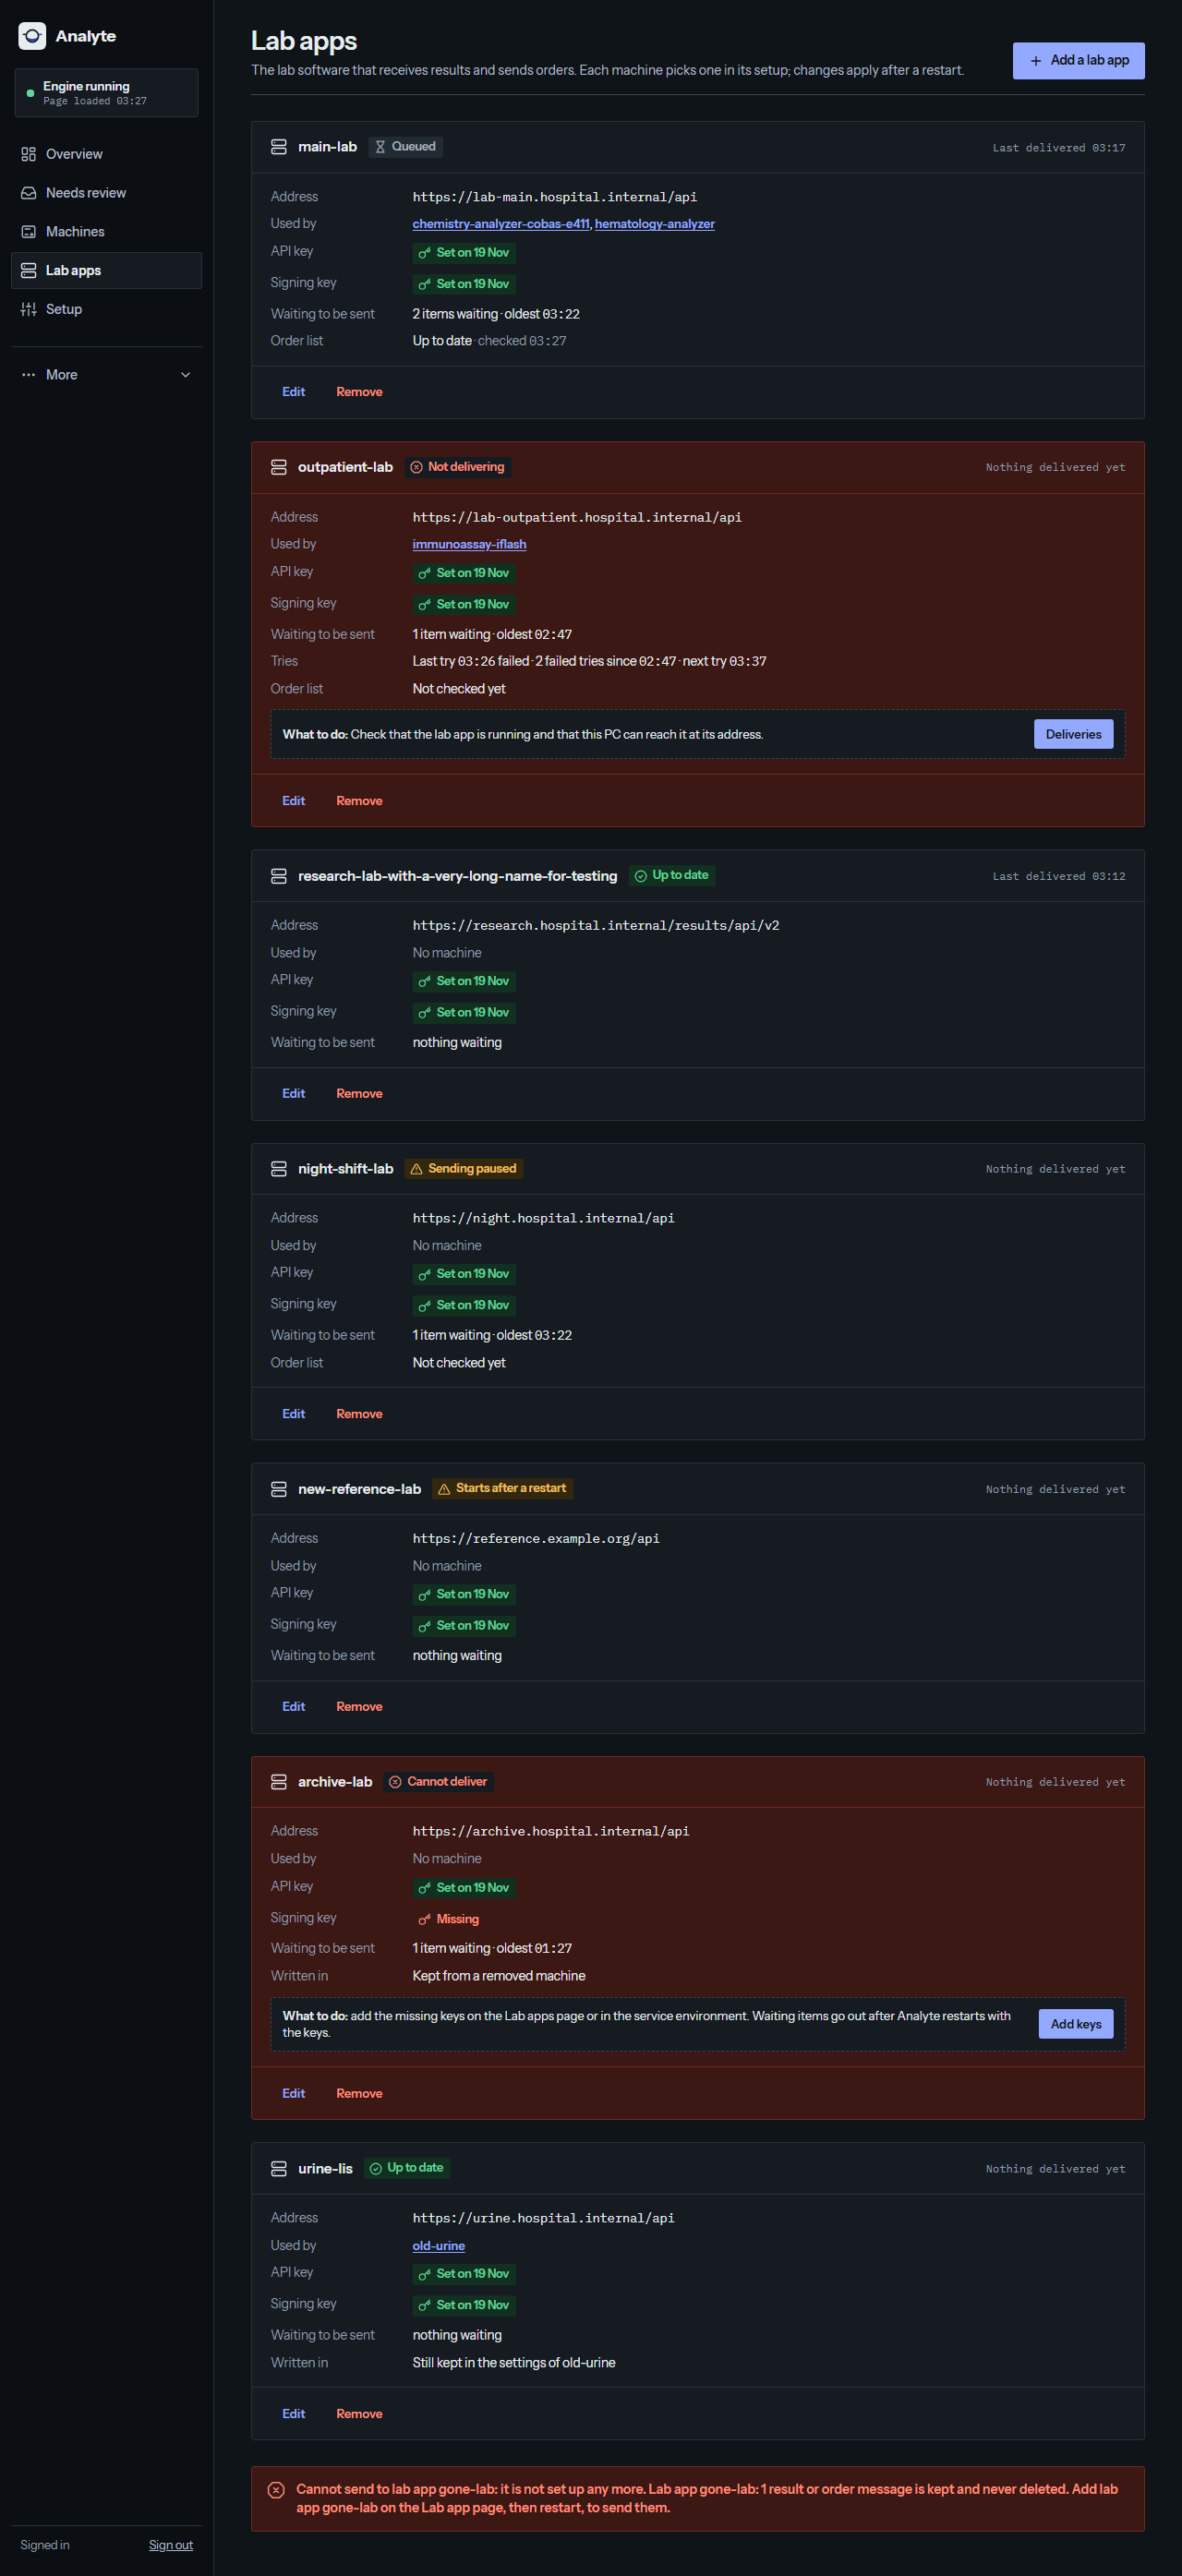 Analyte
Engine running
Page loaded 03:27
Overview
Needs review
Machines
Lab apps
Setup
More
Signed in
Sign out
Lab apps
The lab software that receives results and sends orders. Each machine picks one in its setup; changes apply after a restart.
Add a lab app
main-lab
Queued
Last delivered 03:17
Address
https://lab-main.hospital.internal/api
Used by
chemistry-analyzer-cobas-e411, hematology-analyzer
API key
Set on 19 Nov
Signing key
Set on 19 Nov
Waiting to be sent
2 items waiting · oldest 03:22
Order list
Up to date · checked 03:27
Edit
Remove
outpatient-lab
Not delivering
Nothing delivered yet
Address
https://lab-outpatient.hospital.internal/api
Used by
immunoassay-iflash
API key
Set on 19 Nov
Signing key
Set on 19 Nov
Waiting to be sent
1 item waiting · oldest 02:47
Tries
Last try 03:26 failed · 2 failed tries since 02:47 · next try 03:37
Order list
Not checked yet
What to do: Check that the lab app is running and that this PC can reach it at its address.
Deliveries
Edit
Remove
research-lab-with-a-very-long-name-for-testing
Up to date
Last delivered 03:12
Address
https://research.hospital.internal/results/api/v2
Used by
No machine
API key
Set on 19 Nov
Signing key
Set on 19 Nov
Waiting to be sent
nothing waiting
Edit
Remove
night-shift-lab
Sending paused
Nothing delivered yet
Address
https://night.hospital.internal/api
Used by
No machine
API key
Set on 19 Nov
Signing key
Set on 19 Nov
Waiting to be sent
1 item waiting · oldest 03:22
Order list
Not checked yet
Edit
Remove
new-reference-lab
Starts after a restart
Nothing delivered yet
Address
https://reference.example.org/api
Used by
No machine
API key
Set on 19 Nov
Signing key
Set on 19 Nov
Waiting to be sent
nothing waiting
Edit
Remove
archive-lab
Cannot deliver
Nothing delivered yet
Address
https://archive.hospital.internal/api
Used by
No machine
API key
Set on 19 Nov
Signing key
Missing
Waiting to be sent
1 item waiting · oldest 01:27
Written in
Kept from a removed machine
What to do: add the missing keys on the Lab apps page or in the service environment. Waiting items go out after Analyte restarts with
the keys.
Add keys
Edit
Remove
urine-lis
Up to date
Nothing delivered yet
Address
https://urine.hospital.internal/api
Used by
old-urine
API key
Set on 19 Nov
Signing key
Set on 19 Nov
Waiting to be sent
nothing waiting
Written in
Still kept in the settings of old-urine
Edit
Remove
Cannot send to lab app gone-lab: it is not set up any more. Lab app gone-lab: 1 result or order message is kept and never deleted. Add lab
app gone-lab on the Lab app page, then restart, to send them.